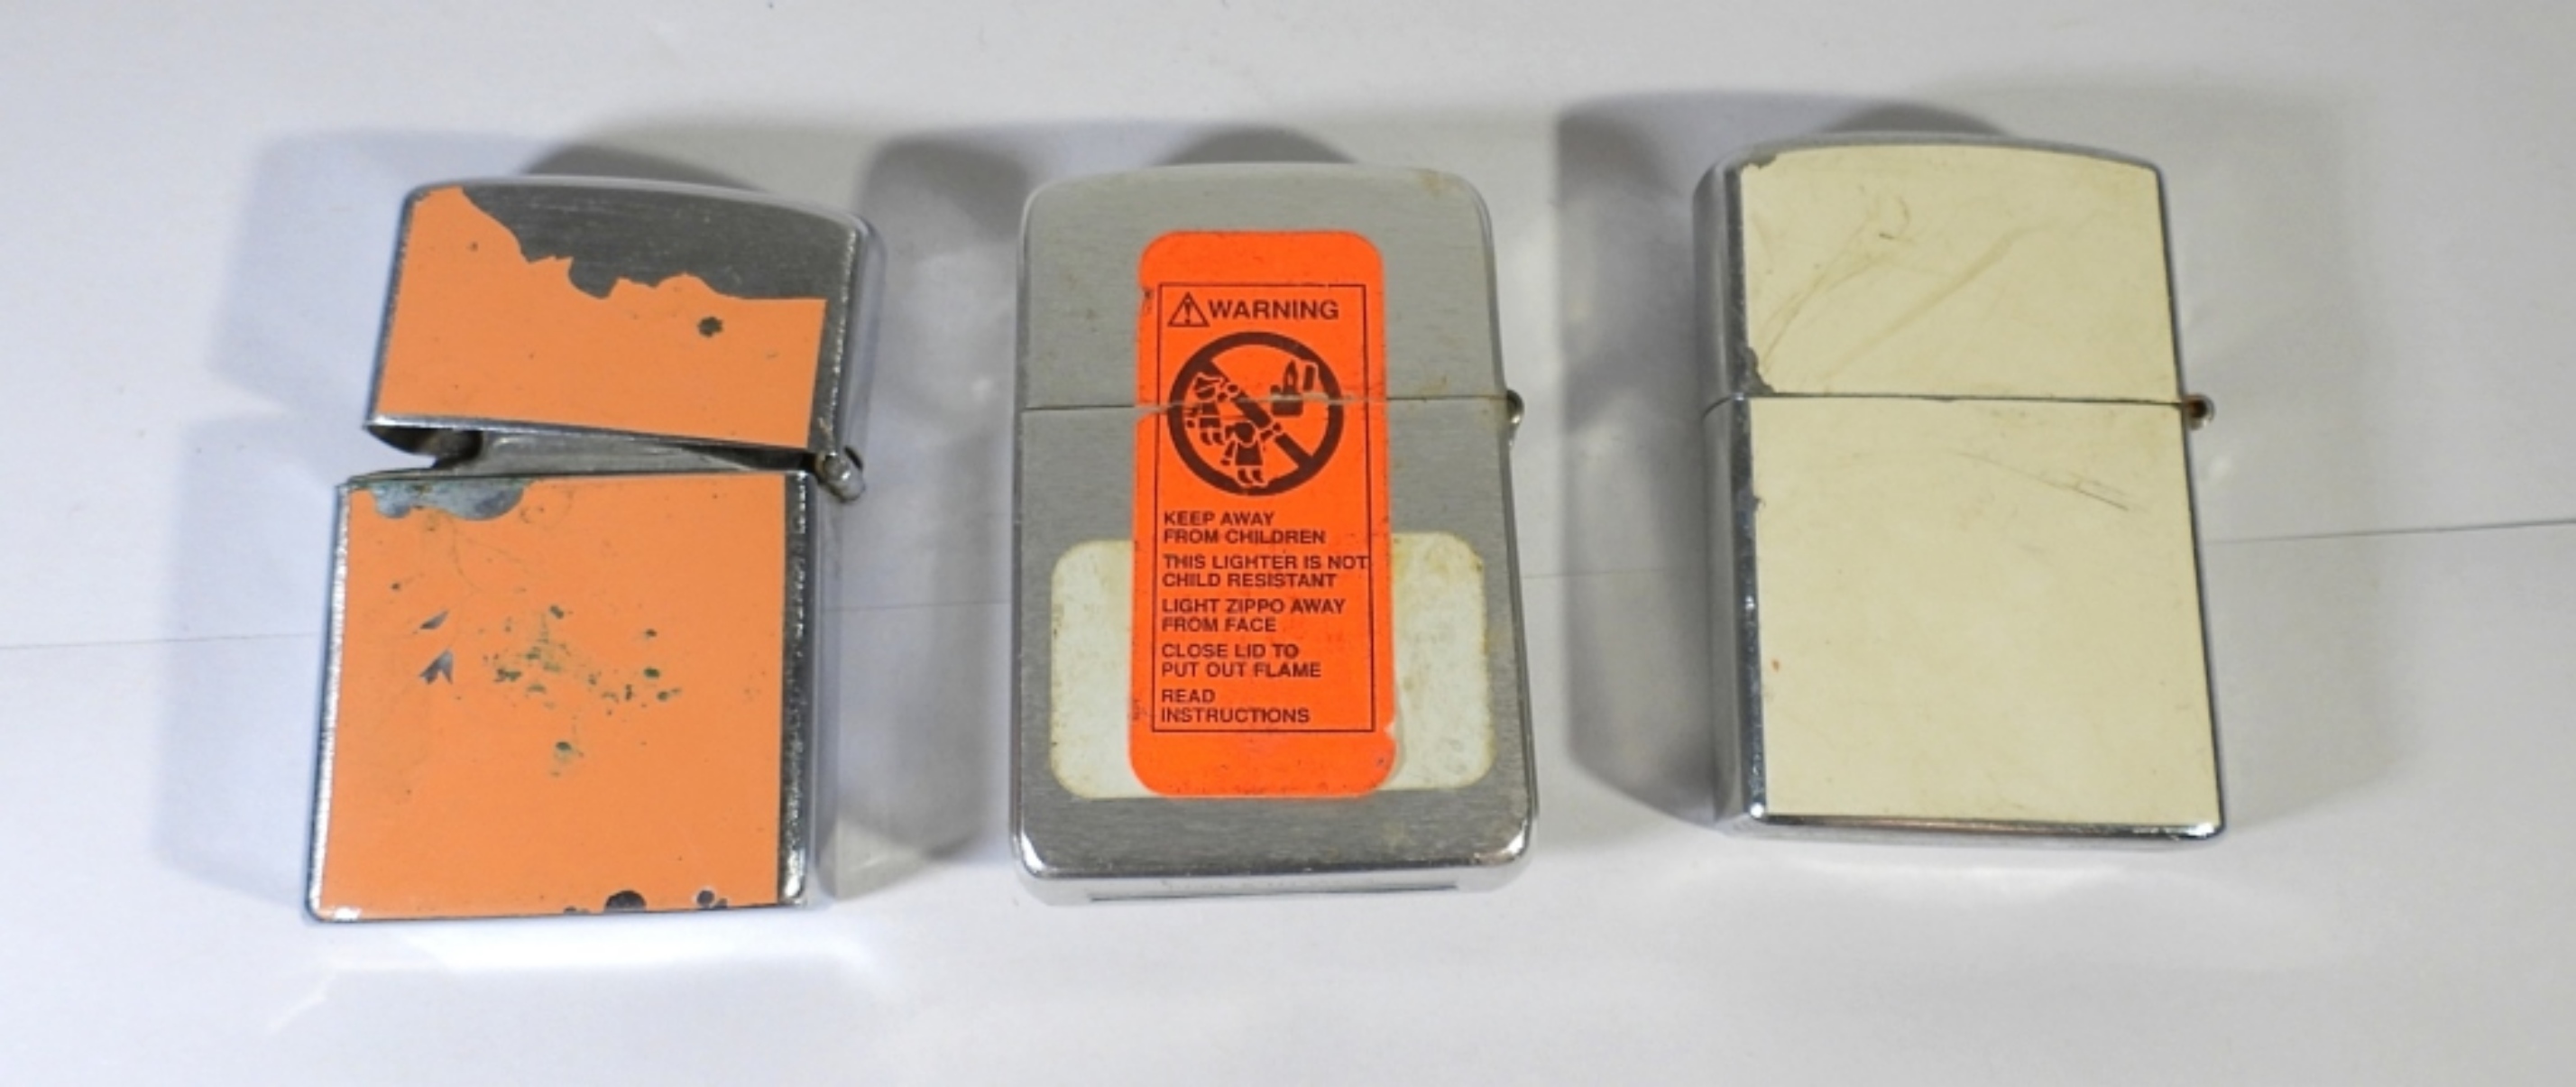 WARNING
KEEP AWAY
FROM CHILDREN
THIS LIGHTER IS NOT
CHILD RESISTANT
LIGHT ZIPPO AWAY
FROM FACE
CLOSE LID TO
PUT OUT FLAME
READ
INSTRUCTIONS